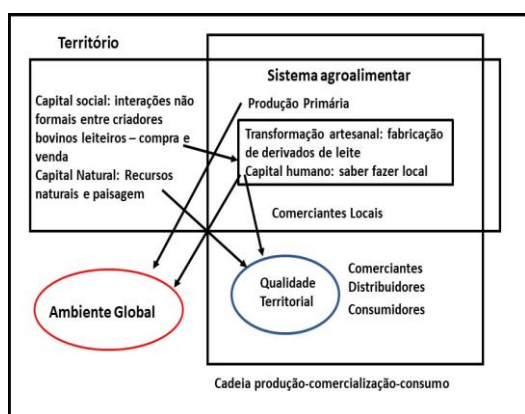 Território
Sistema agroalimentar
Capital social: interações não
formais entre criadores
bovinos leiteiros – compra e
venda
Capital Natural: Recursos
naturais e paisagem
Produção Primária
Transformação artesanal: fabricação
de derivados de leite
Capital humano: saber fazer local
Comerciantes Locais
Ambiente Global
Qualidade
Territorial
Comerciantes
Distribuidores
Consumidores
Cadeia produção-comercialização-consumo